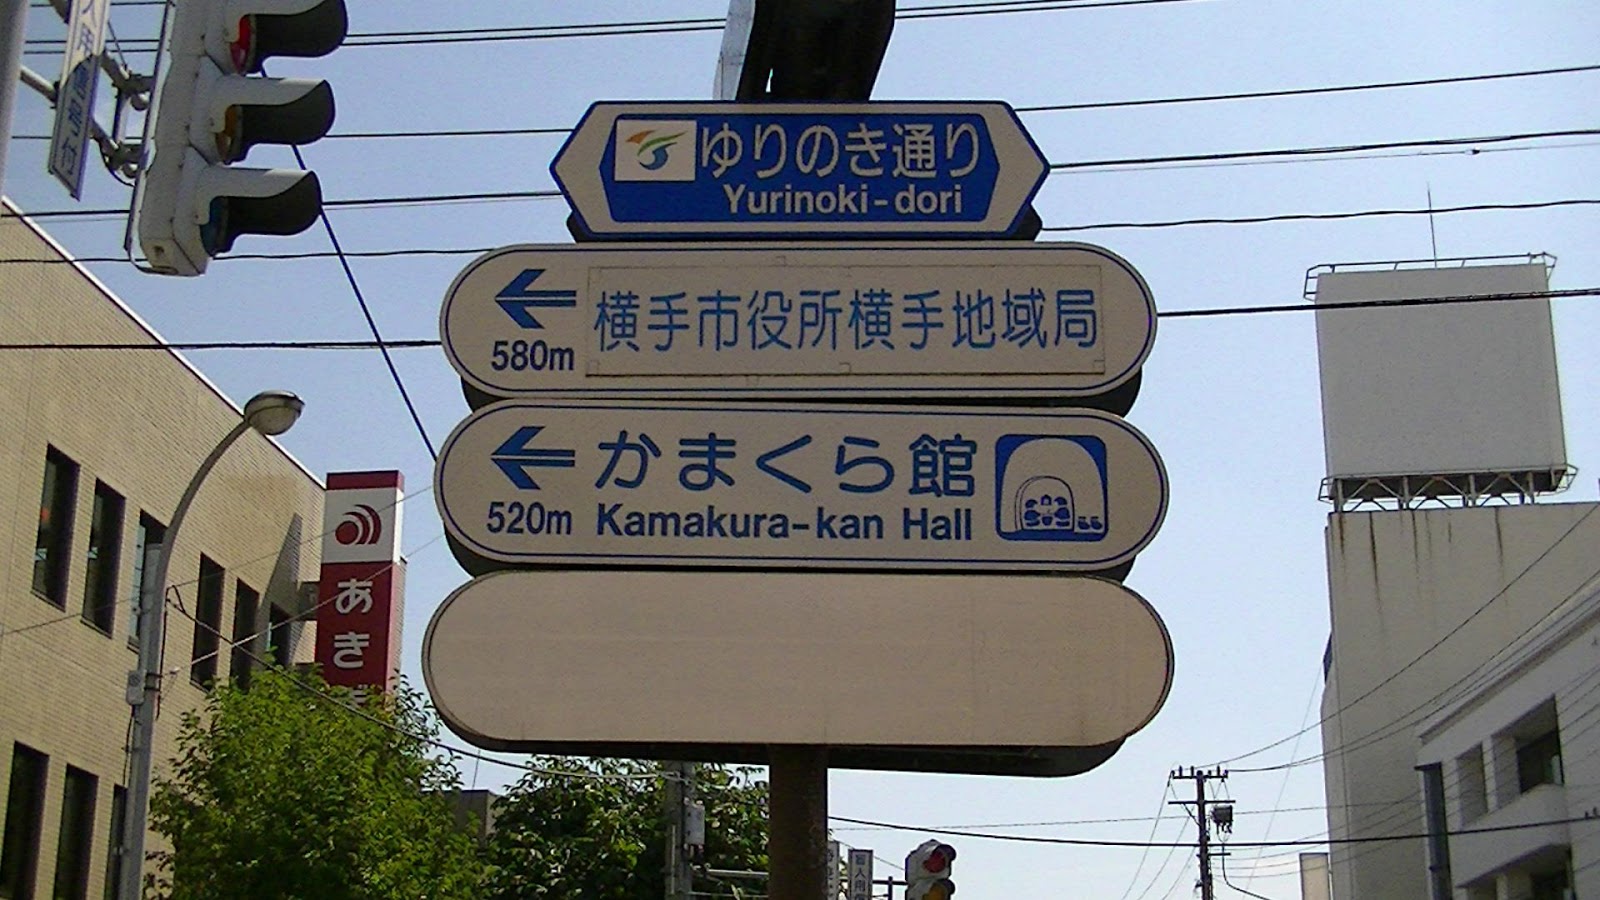 ゆりのき通り
Yurinoki-dori
横手市役所横手地域局
580m
かまくら館
520m Kamakura-kan Hall
あき